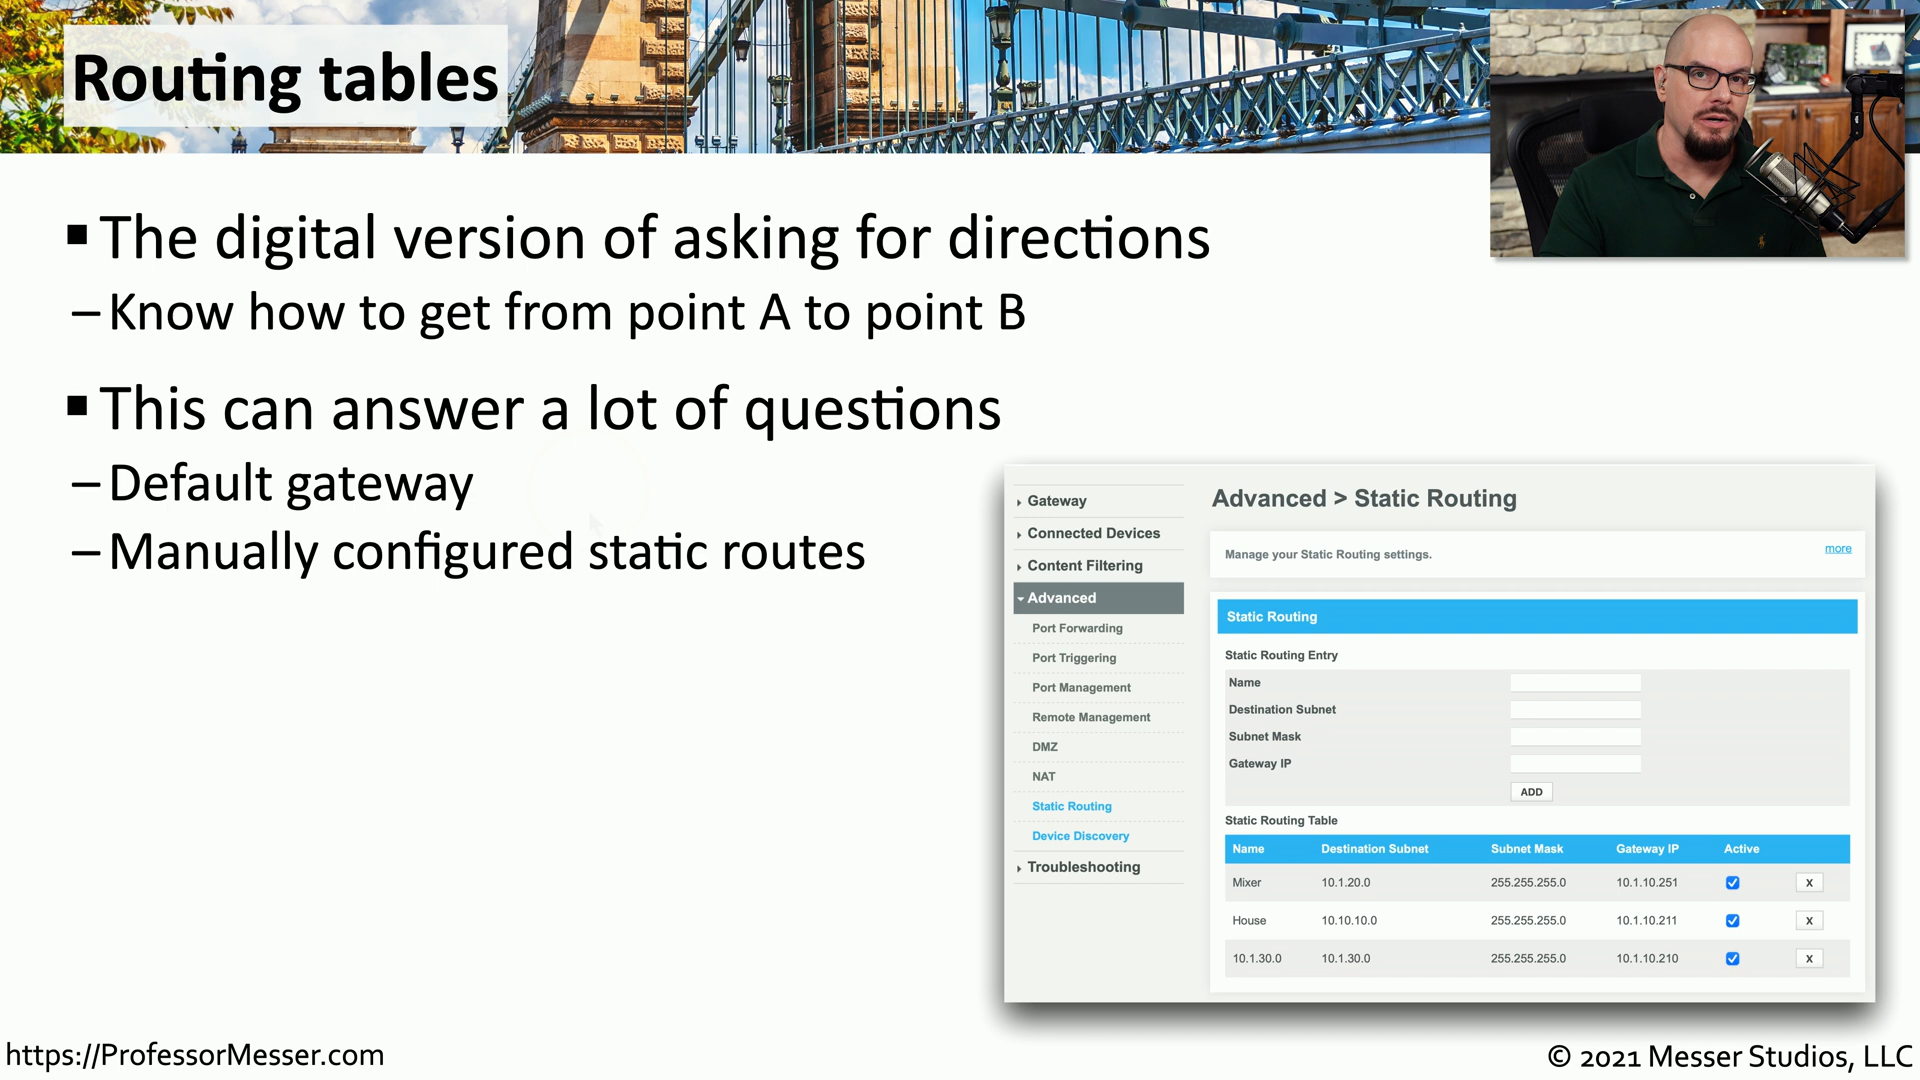 Routing tables
▪ The digital version of asking for directions
– Know how to get from point A to point B
▪ This can answer a lot of questions
– Default gateway
– Manually configured static routes
Gateway
Connected Devices
Content Filtering
Advanced
Port Forwarding
Port Triggering
Port Management
Remote Management
DMZ
NAT
Static Routing
Device Discovery
Troubleshooting
Advanced > Static Routing
Manage your Static Routing settings. more
Static Routing
Static Routing Entry
Name
Destination Subnet
Subnet Mask
Gateway IP
ADD
Static Routing Table
Name Destination Subnet Subnet Mask Gateway IP Active
Mixer 10.1.20.0 255.255.255.0 10.1.10.251 X
House 10.10.10.0 255.255.255.0 10.1.10.211 X
10.1.30.0 10.1.30.0 255.255.255.0 10.1.10.210 X
https://ProfessorMesser.com
© 2021 Messer Studios, LLC